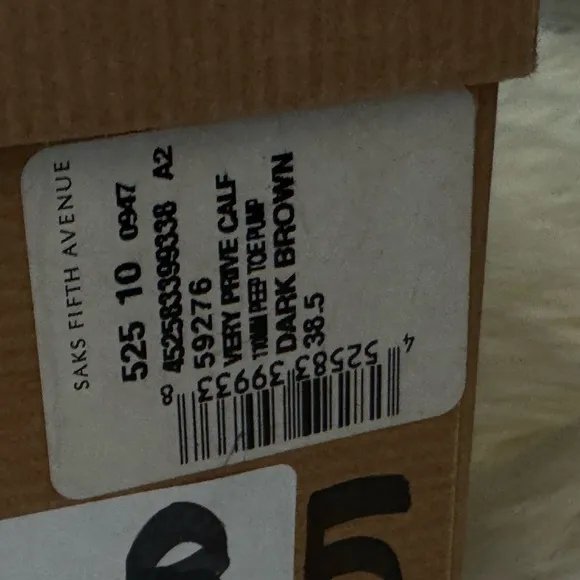 SAKS FIFTH AVENUE
525 10 0947
452583399338 A2
59276
VERY PRIVE CALF
110MM PEEP TOE PUMP
DARK BROWN
38.5
4 52583 39933 8
5